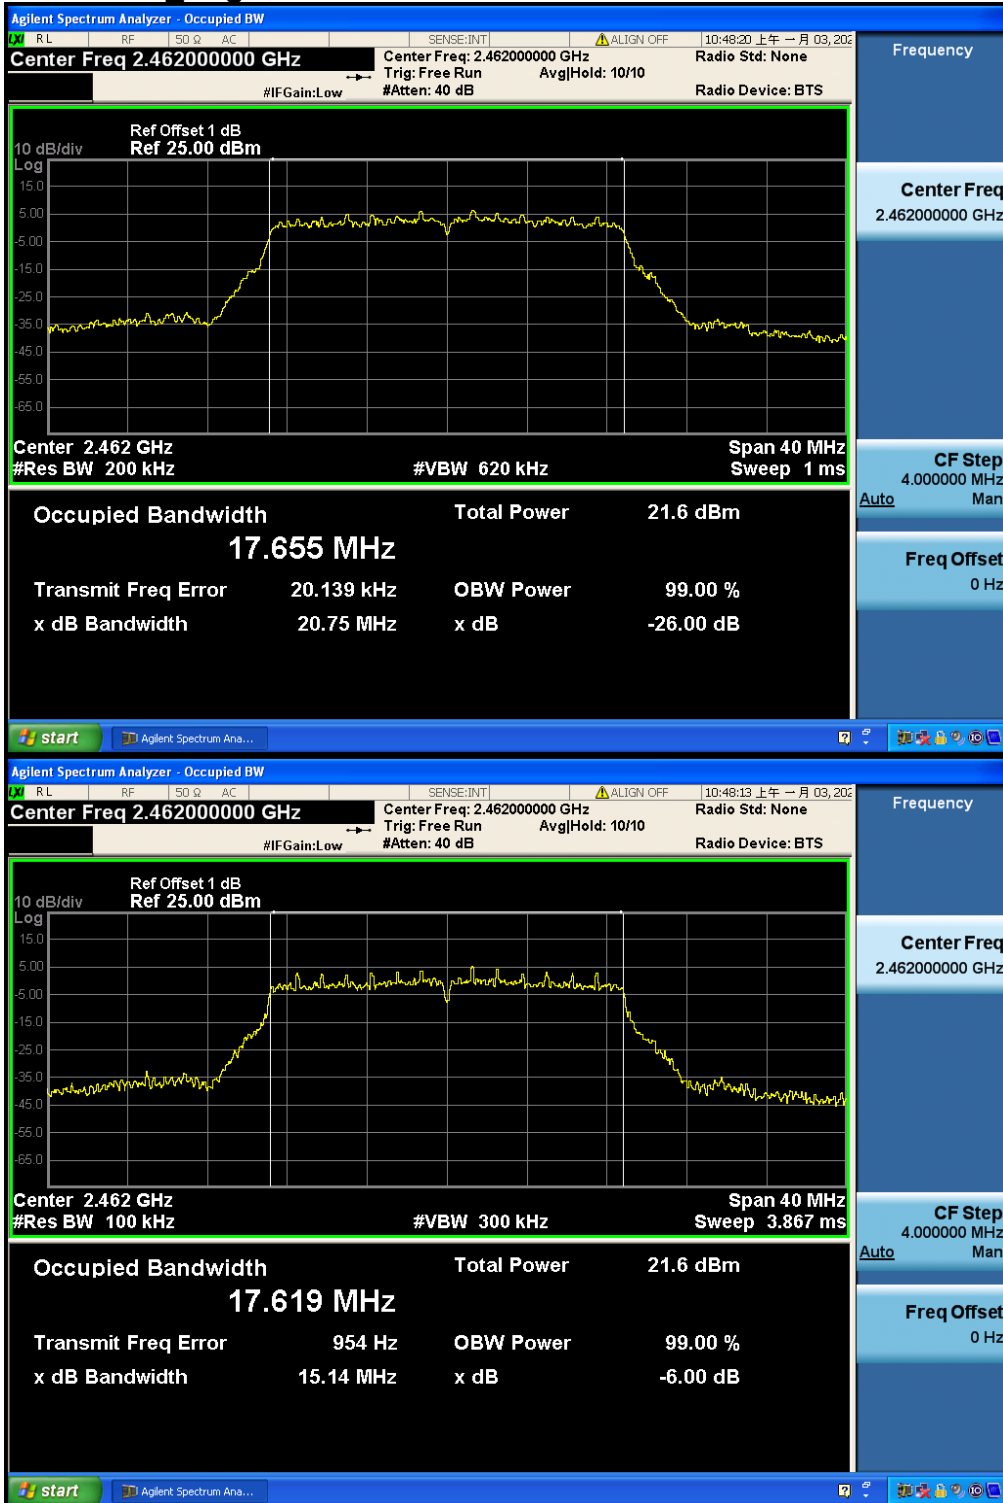 Agilent Spectrum Analyzer - Occupied BW
LXI RL RF 50 Ω AC SENSE:INT ALIGN OFF 10:48:20 上午 一月 03, 202
Center Freq 2.462000000 GHz
Center Freq: 2.462000000 GHz
Radio Std: None
Trig: Free Run Avg|Hold: 10/10
#IFGain:Low #Atten: 40 dB Radio Device: BTS
Frequency
Ref Offset 1 dB
10 dB/div Ref 25.00 dBm
Log
15.0
5.00
-5.00
-15.0
-25.0
-35.0
-45.0
-55.0
-65.0
Center 2.462 GHz Span 40 MHz
#Res BW 200 kHz #VBW 620 kHz Sweep 1 ms
Center Freq
2.462000000 GHz
CF Step
4.000000 MHz
Auto Man
Freq Offset
0 Hz
Occupied Bandwidth Total Power 21.6 dBm
17.655 MHz
Transmit Freq Error 20.139 kHz OBW Power 99.00 %
x dB Bandwidth 20.75 MHz x dB -26.00 dB
start Agilent Spectrum Ana...
Agilent Spectrum Analyzer - Occupied BW
LXI RL RF 50 Ω AC SENSE:INT ALIGN OFF 10:48:13 上午 一月 03, 202
Center Freq 2.462000000 GHz
Center Freq: 2.462000000 GHz
Radio Std: None
Trig: Free Run Avg|Hold: 10/10
#IFGain:Low #Atten: 40 dB Radio Device: BTS
Frequency
Ref Offset 1 dB
10 dB/div Ref 25.00 dBm
Log
15.0
5.00
-5.00
-15.0
-25.0
-35.0
-45.0
-55.0
-65.0
Center 2.462 GHz Span 40 MHz
#Res BW 100 kHz #VBW 300 kHz Sweep 3.867 ms
Center Freq
2.462000000 GHz
CF Step
4.000000 MHz
Auto Man
Freq Offset
0 Hz
Occupied Bandwidth Total Power 21.6 dBm
17.619 MHz
Transmit Freq Error 954 Hz OBW Power 99.00 %
x dB Bandwidth 15.14 MHz x dB -6.00 dB
start Agilent Spectrum Ana...